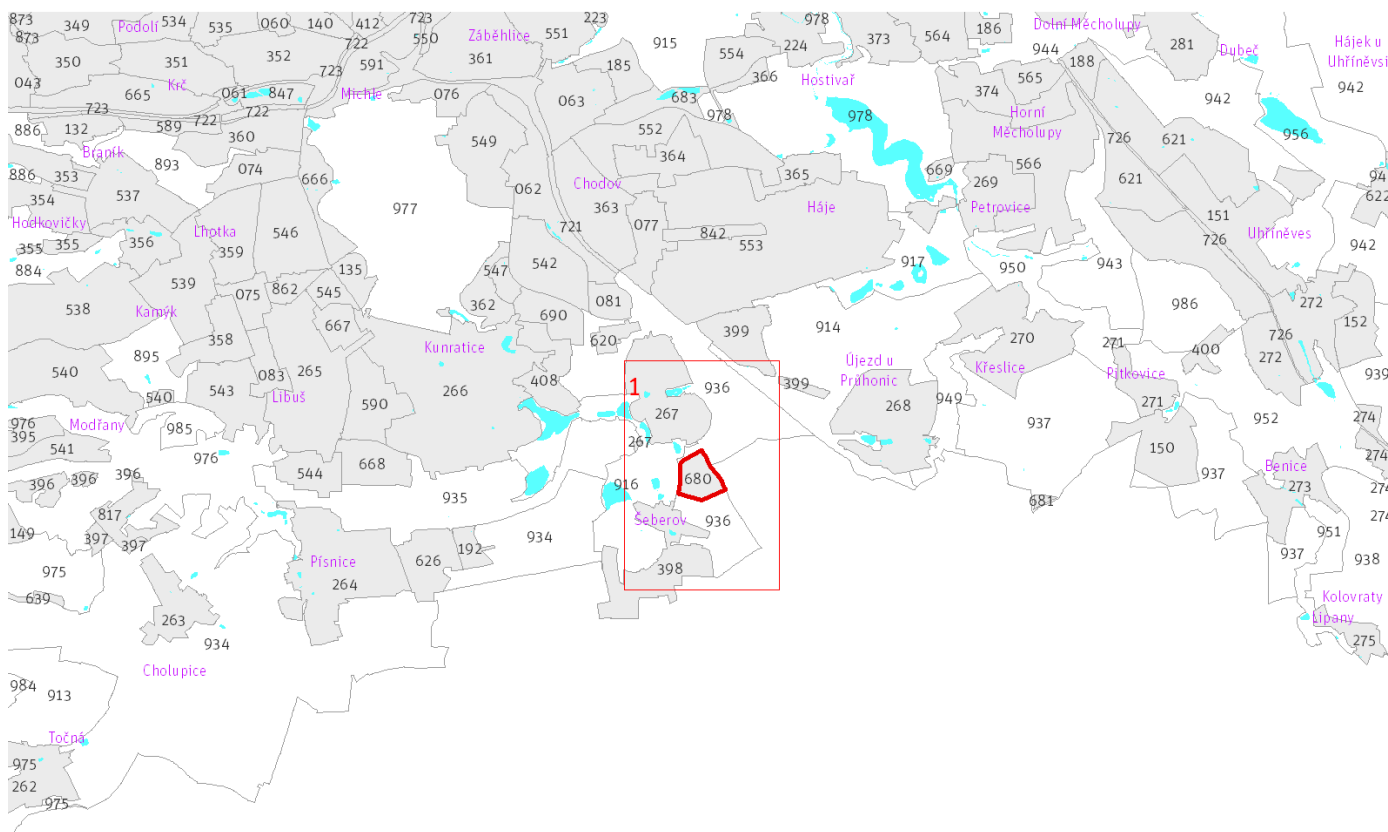 873 349 Podolí 534 535 060 140 412 723 Záběhlice 551 223 978 Dolní Měcholupy 186
873 722 550 915 554 224 373 564 944 281 Dubeč Hájek u
350 351 352 723 591 361 185 366 Hostivař 188 942 Uhříněvsi
043 665 Krč 061 847 Michle 076 063 683 374 565 942
723 722 722 978 978 Horní 956
886 132 589 360 549 552 Měcholupy 726 621
Braník 893 364 566
886 353 074 666 365 669 269 621 94
354 537 977 062 Chodov 363 Háje Petrovice 151 622
Hodkovičky Lhotka 546 721 077 842 726 Uhříněves
355 355 356 359 553 942
884 539 135 547 542 917 950 943
538 Kamýk 075 862 545 362 690 081 986 272 152
358 667 Kunratice 620 399 914 270 271 726
895 Újezd u Křeslice 400 272
540 543 083 265 266 408 1 936 399 Průhonic Pitkovice 939
540 Libuš 590 267 268 949 271 952 274
976 Modřany 985 937
395 541 976 267 150 274
544 668 680 937 Benice
396 396 396 935 916 681 273 274
817 Šeberov 936 274
149 397 397 934 951
975 Písnice 626 192 398 937 938
639 264 Kolovraty
263 934 Lipany
275
Cholupice
984 913
Točná
975
262 975